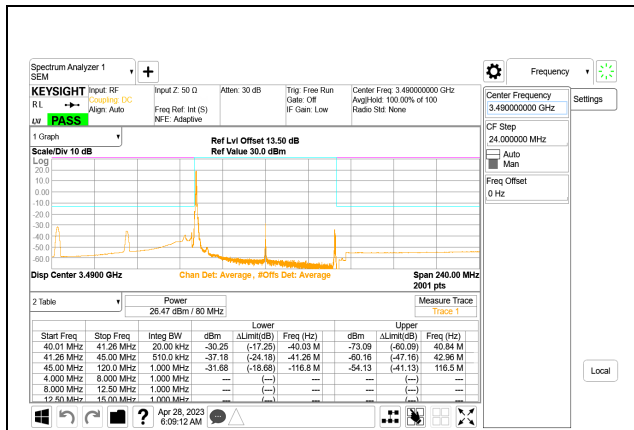 Spectrum Analyzer 1
SEM
Frequency
KEYSIGHT
Input: RF
Coupling: DC
Align: Auto
Input Z: 50 Ω
Freq Ref: Int (S)
NFE: Adaptive
Atten: 30 dB
Trig: Free Run
Gate: Off
IF Gain: Low
Center Freq: 3.490000000 GHz
Avg|Hold: 100.00% of 100
Radio Std: None
R L
LXI
PASS
Center Frequency
3.490000000 GHz
Settings
CF Step
24.000000 MHz
Auto
Man
Freq Offset
0 Hz
1 Graph
Scale/Div 10 dB
Ref Lvl Offset 13.50 dB
Ref Value 30.0 dBm
Log
20.0
10.0
0.00
-10.0
-20.0
-30.0
-40.0
-50.0
-60.0
Disp Center 3.4900 GHz
Chan Det: Average, #Offs Det: Average
Span 240.00 MHz
2001 pts
2 Table
Power
26.47 dBm / 80 MHz
Measure Trace
Trace 1
Lower Upper
Start Freq Stop Freq Integ BW dBm ΔLimit(dB) Freq (Hz) dBm ΔLimit(dB) Freq (Hz)
40.01 MHz 41.26 MHz 20.00 kHz -30.25 (-17.25) -40.03 M -73.09 (-60.09) 40.84 M
41.26 MHz 45.00 MHz 510.0 kHz -37.18 (-24.18) -41.26 M -60.16 (-47.16) 42.96 M
45.00 MHz 120.0 MHz 1.000 MHz -31.68 (-18.68) -116.8 M -54.13 (-41.13) 116.5 M
4.000 MHz 8.000 MHz 1.000 MHz --- (---) --- --- (---) ---
8.000 MHz 12.50 MHz 1.000 MHz --- (---) --- --- (---) ---
12.50 MHz 15.00 MHz 1.000 MHz --- (---) --- --- (---) ---
Local
?
Apr 28, 2023
6:09:12 AM